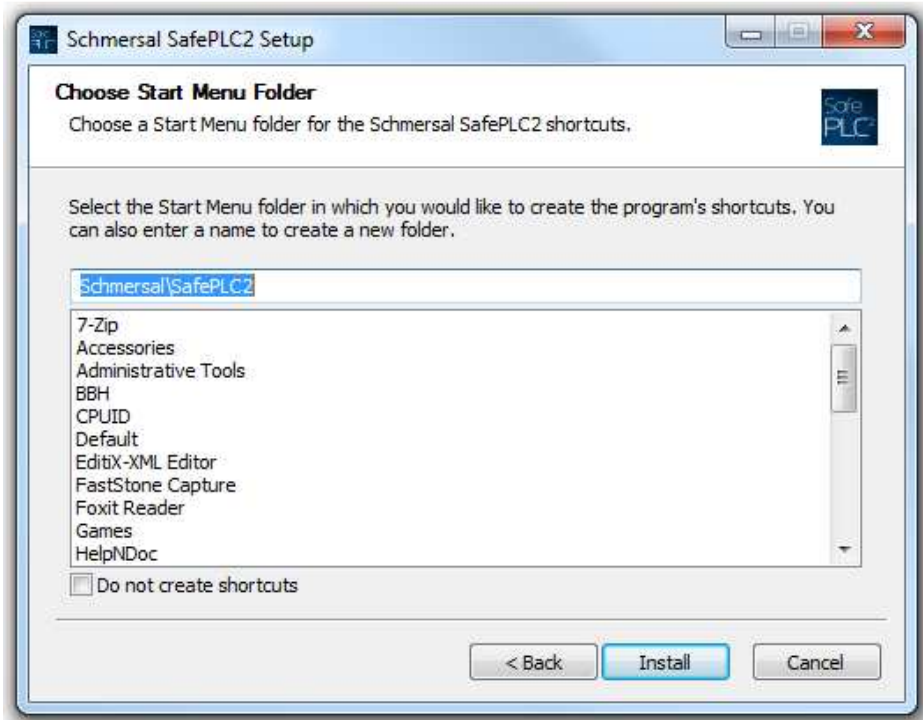 Schmersal SafePLC2 Setup
Choose Start Menu Folder
Choose a Start Menu folder for the Schmersal SafePLC2 shortcuts.
Safe
PLC²
Select the Start Menu folder in which you would like to create the program's shortcuts. You
can also enter a name to create a new folder.
Schmersal\SafePLC2
7-Zip
Accessories
Administrative Tools
BBH
CPUID
Default
EditiX-XML Editor
FastStone Capture
Foxit Reader
Games
HelpNDoc
Do not create shortcuts
< Back
Install
Cancel